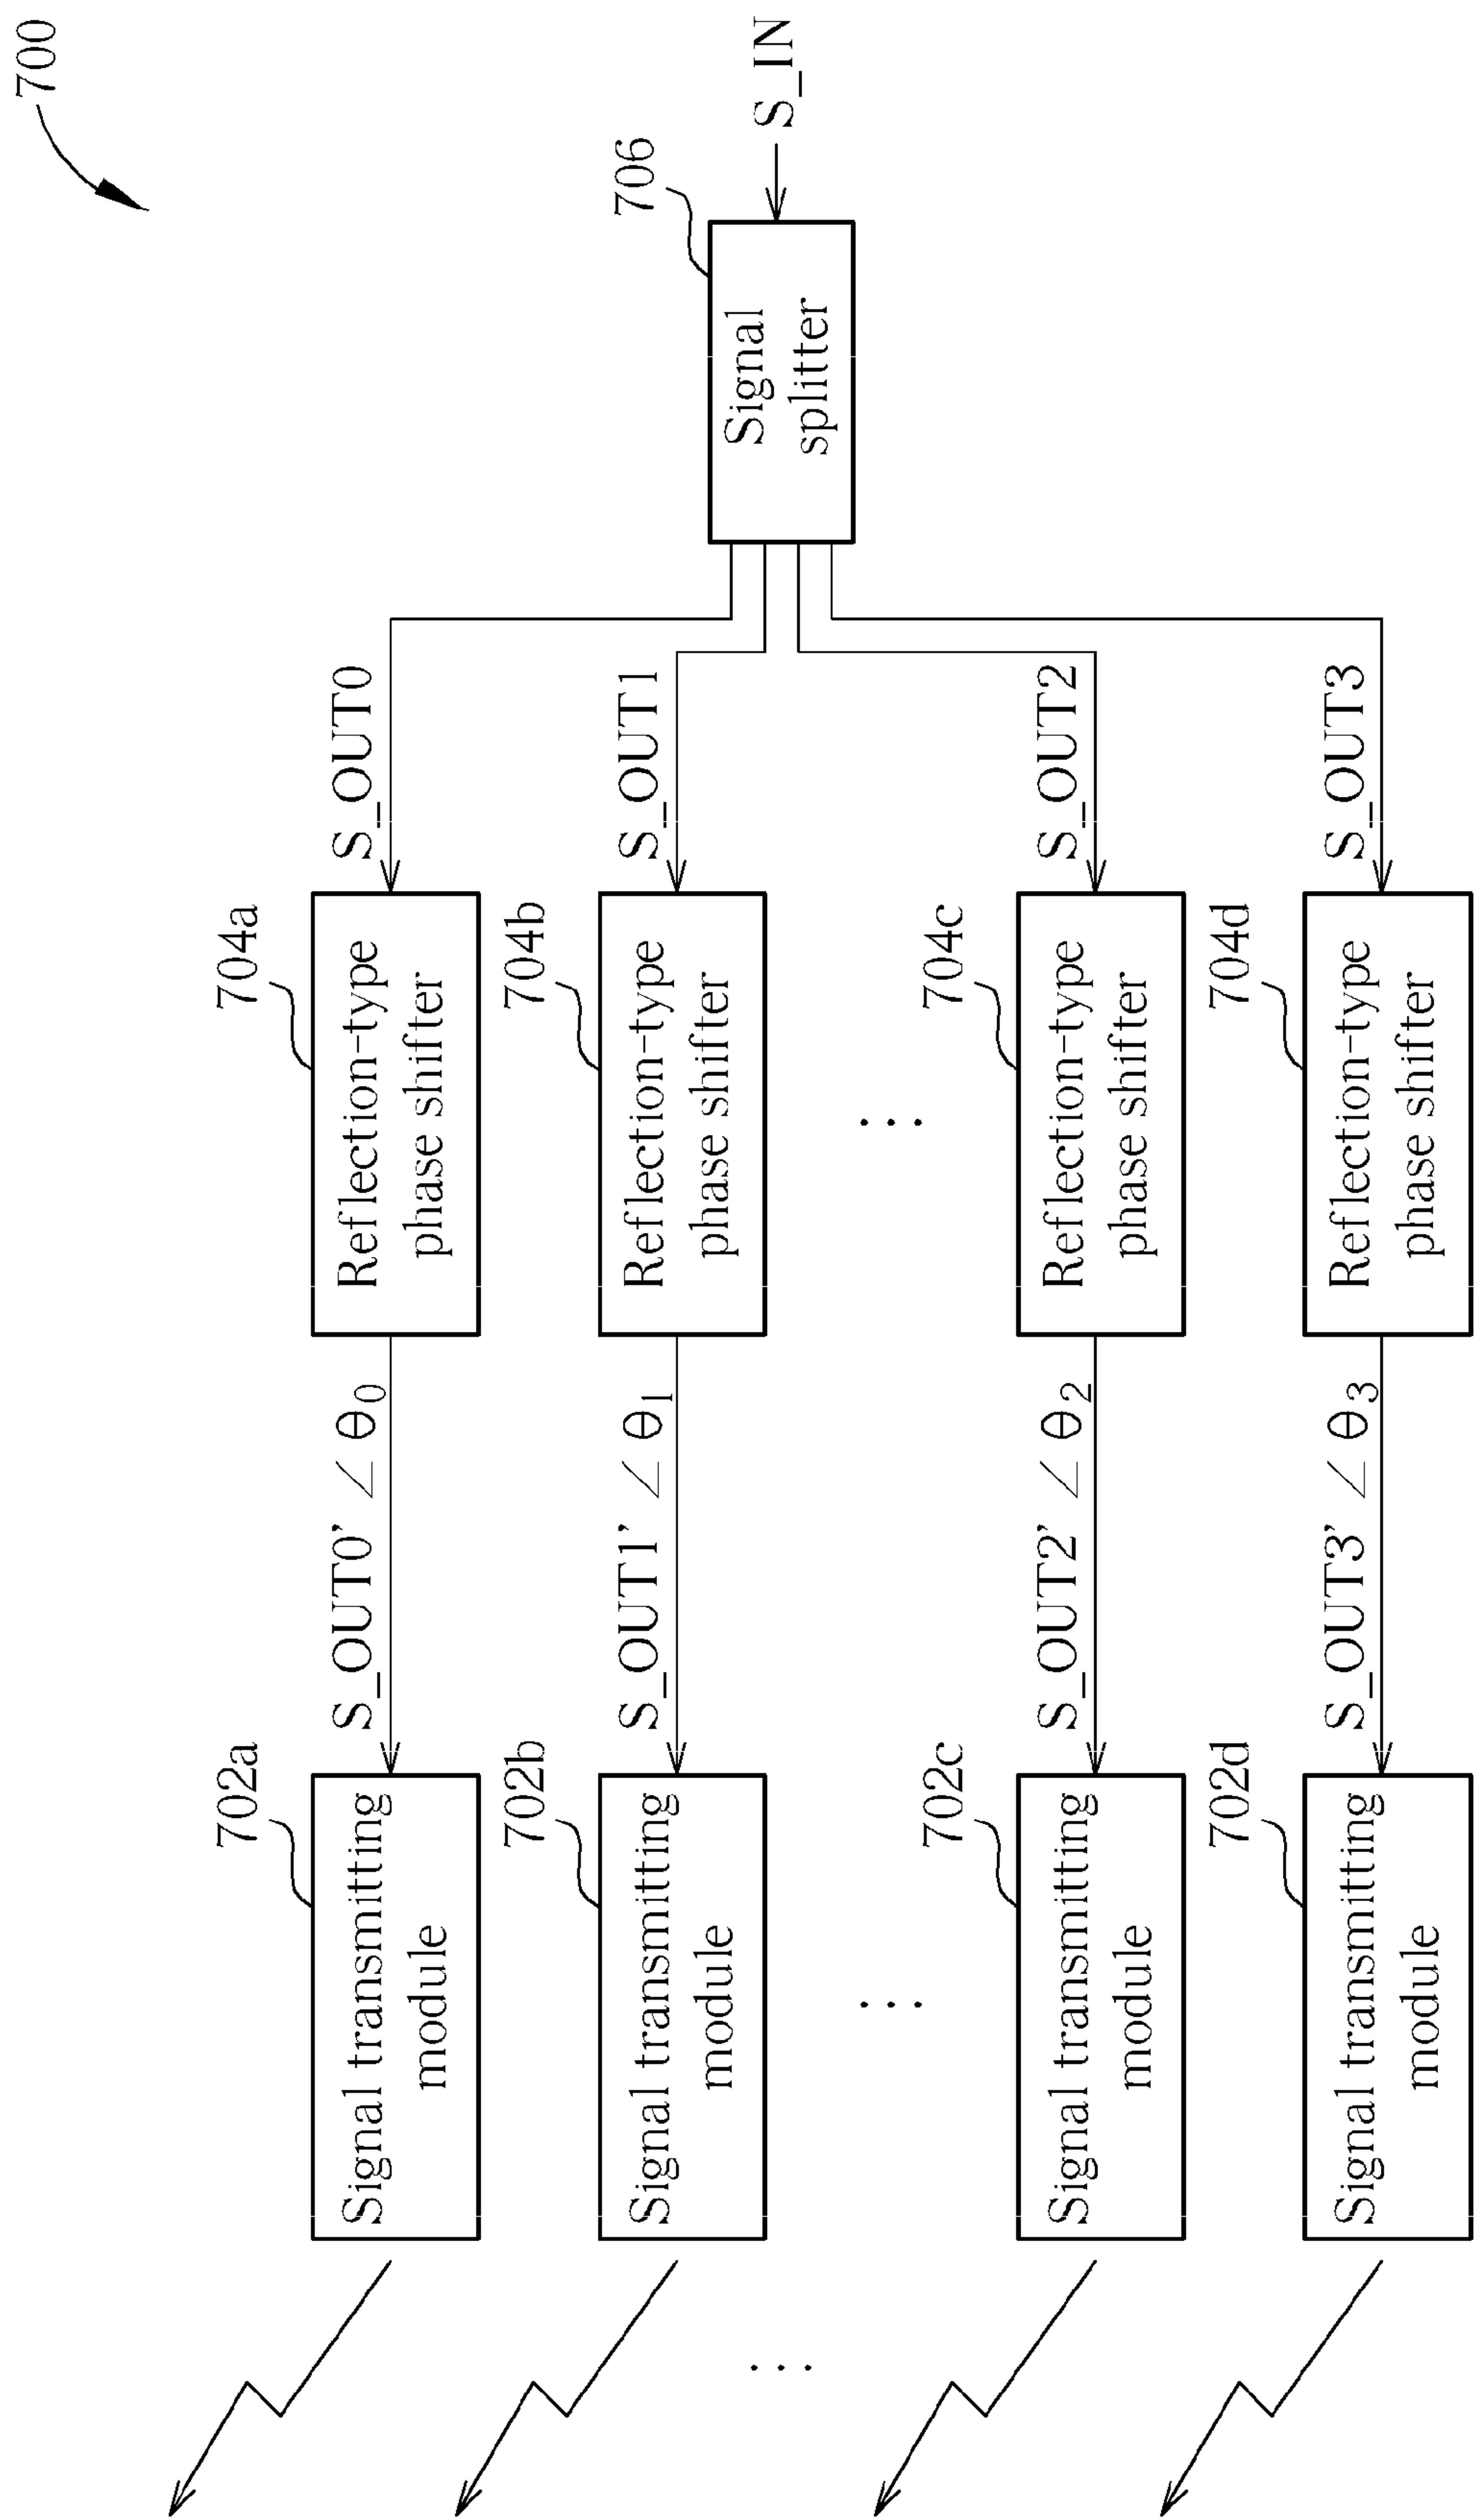 700
S_IN
706
Signal
splitter
S_OUT0
S_OUT1
S_OUT2
S_OUT3
704a
Reflection-type
phase shifter
704b
Reflection-type
phase shifter
704c
Reflection-type
phase shifter
704d
Reflection-type
phase shifter
...
S_OUT0' ∠ θ0
S_OUT1' ∠ θ1
S_OUT2' ∠ θ2
S_OUT3' ∠ θ3
702a
Signal transmitting
module
702b
Signal transmitting
module
702c
Signal transmitting
module
702d
Signal transmitting
module
...
...